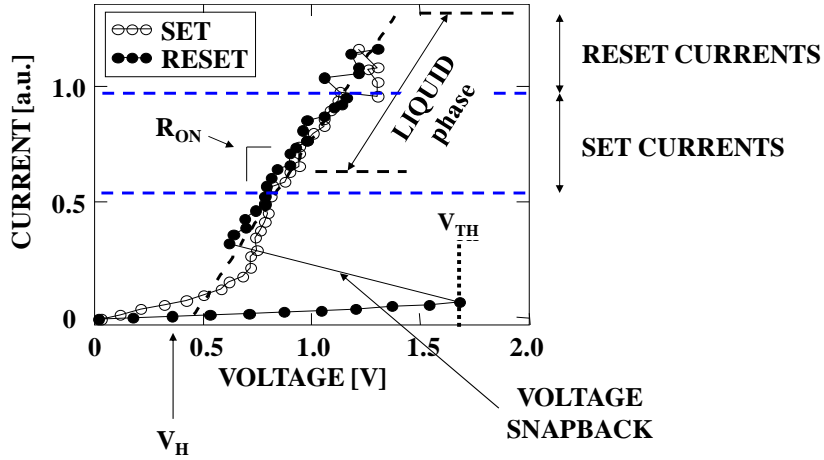 SET
RESET
1.0
0.5
0
CURRENT [a.u.]
R_ON
LIQUID
phase
RESET CURRENTS
SET CURRENTS
V_TH
0
0.5
1.0
1.5
2.0
VOLTAGE [V]
VOLTAGE
SNAPBACK
V_H